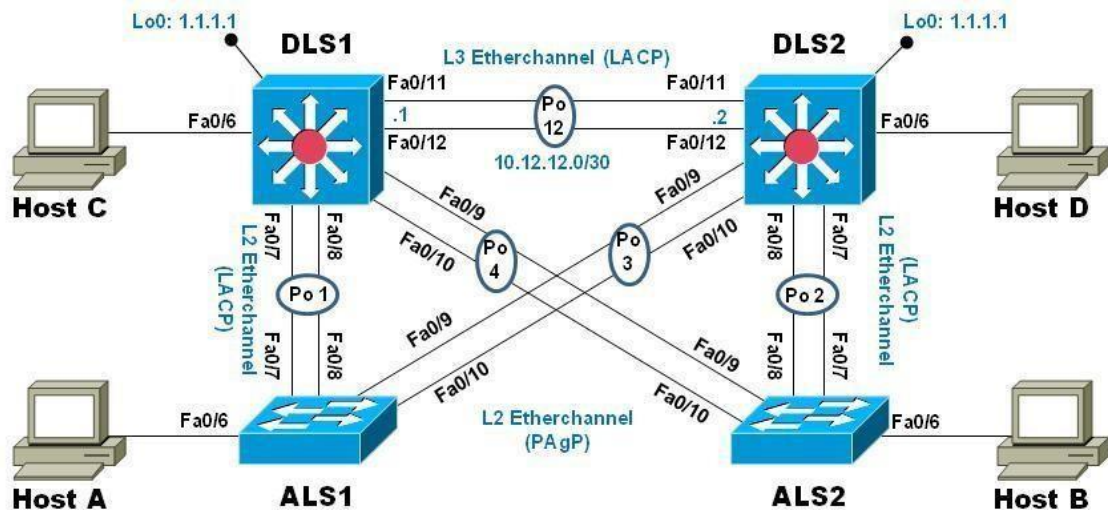 Lo0: 1.1.1.1
Lo0: 1.1.1.1
DLS1
DLS2
L3 Etherchannel (LACP)
Fa0/11
Fa0/11
Fa0/6
Po
12
Fa0/6
.1
.2
Fa0/12
Fa0/12
10.12.12.0/30
Host C
Host D
Fa0/9
Fa0/9
Fa0/7
Fa0/8
Fa0/10
Fa0/10
Fa0/8
Fa0/7
L2 Etherchannel
(LACP)
Po
4
Po
3
L2 Etherchannel
(LACP)
Po 1
Po 2
Fa0/7
Fa0/8
Fa0/9
Fa0/9
Fa0/8
Fa0/7
Fa0/10
Fa0/10
Fa0/6
L2 Etherchannel
(PAgP)
Fa0/6
Host A
ALS1
ALS2
Host B